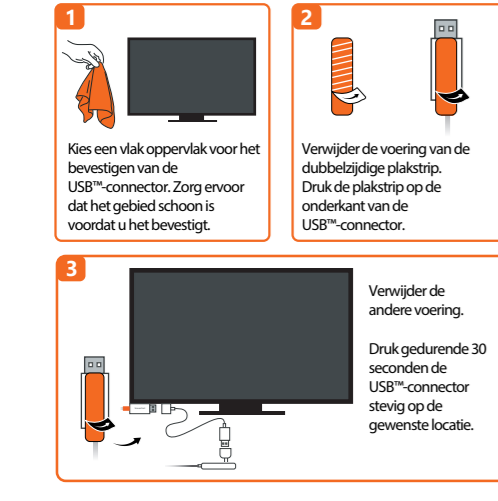 1
Kies een vlak oppervlak voor het
bevestigen van de
USB™-connector. Zorg ervoor
dat het gebied schoon is
voordat u het bevestigt.
2
Verwijder de voering van de
dubbelzijdige plakstrip.
Druk de plakstrip op de
onderkant van de
USB™-connector.
3
Verwijder de
andere voering.
Druk gedurende 30
seconden de
USB™-connector
stevig op de
gewenste locatie.